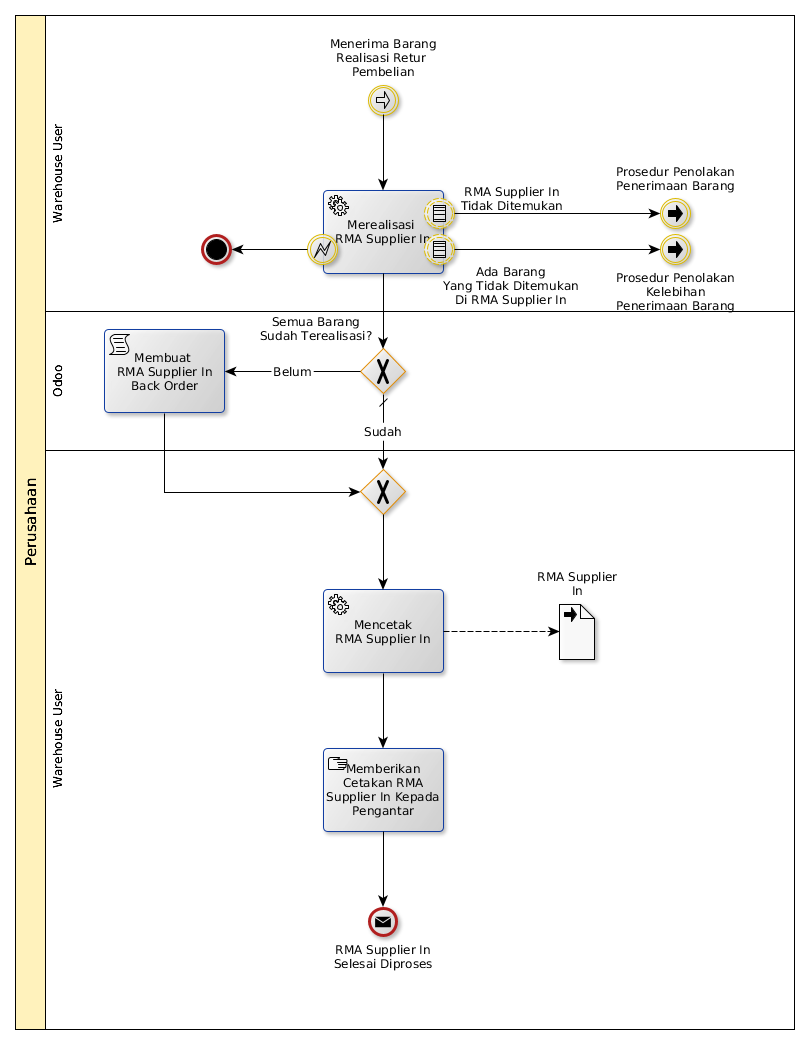 Perusahaan
Warehouse User
Menerima Barang
Realisasi Retur
Pembelian
Merealisasi
RMA Supplier In
RMA Supplier In
Tidak Ditemukan
Prosedur Penolakan
Penerimaan Barang
Ada Barang
Yang Tidak Ditemukan
Di RMA Supplier In
Prosedur Penolakan
Kelebihan
Penerimaan Barang
Odoo
Semua Barang
Sudah Terealisasi?
Belum
Membuat
RMA Supplier In
Back Order
Sudah
Warehouse User
Mencetak
RMA Supplier In
RMA Supplier
In
Memberikan
Cetakan RMA
Supplier In Kepada
Pengantar
RMA Supplier In
Selesai Diproses